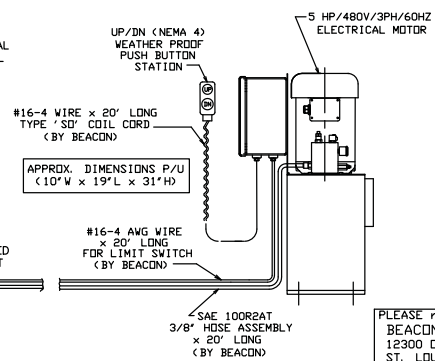 AL
UP/DN (NEMA 4)
WEATHER PROOF
PUSH BUTTON
STATION
5 HP/480V/3PH/60HZ
ELECTRICAL MOTOR
UP
DN
#16-4 WIRE x 20' LONG
TYPE 'SO' COIL CORD
(BY BEACON)
APPROX. DIMENSIONS P/U
(10"W x 19"L x 31"H)
#16-4 AWG WIRE
x 20' LONG
FOR LIMIT SWITCH
(BY BEACON)
ED
T
SAE 100R2AT
3/8" HOSE ASSEMBLY
x 20' LONG
(BY BEACON)
PLEASE r
BEACON
12300 D
ST. LOU